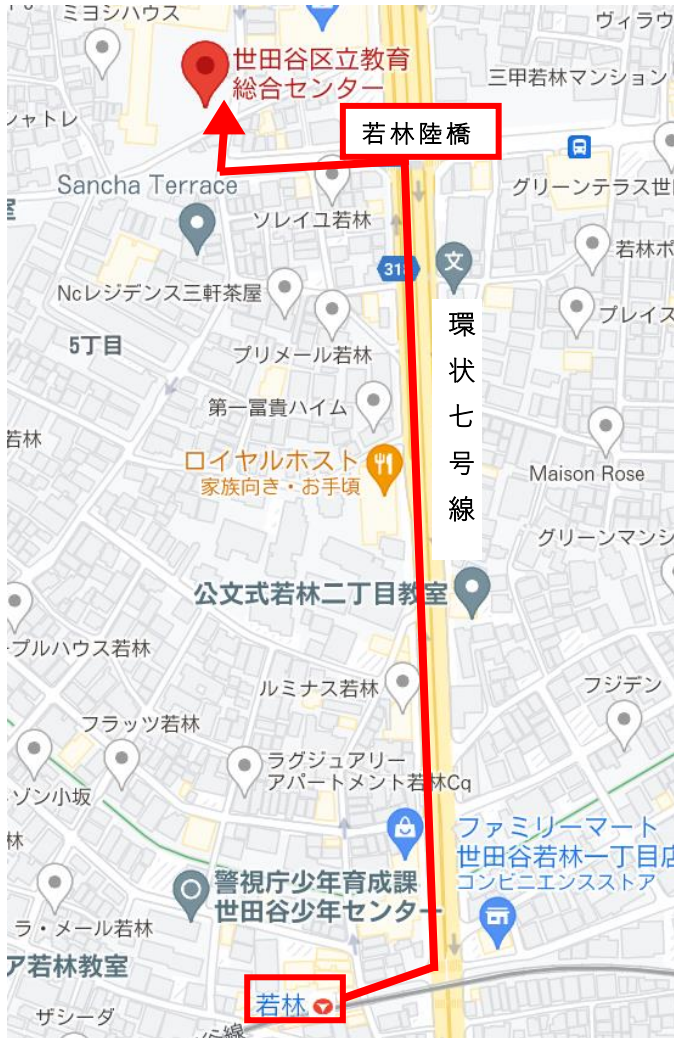 ミヨシハウス
ヴィラウ
世田谷区立教育
総合センター
三甲若林マンション
シャトレ
若林陸橋
Sancha Terrace
グリーンテラス世田
ソレイユ若林
文
若林ポ
318
Ncレジデンス三軒茶屋
プレイス
環状七号線
5丁目
プリメール若林
第一冨貴ハイム
若林
ロイヤルホスト
家族向き・お手頃
Maison Rose
グリーンマンシ
公文式若林二丁目教室
プルハウス若林
ルミナス若林
フジデン
フラッツ若林
ラグジュアリー
アパートメント若林Cq
ゾン小坂
ファミリーマート
世田谷若林一丁目店
コンビニエンスストア
林
警視庁少年育成課
世田谷少年センター
ラ・メール若林
ア若林教室
若林
ザシーダ
谷線